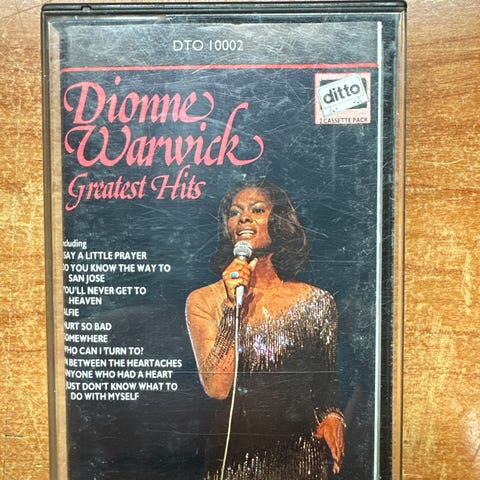 DTO 10002
Dionne
Warwick
Greatest Hits
ditto
2 CASSETTE PACK
cluding
SAY A LITTLE PRAYER
DO YOU KNOW THE WAY TO
SAN JOSE
YOU'LL NEVER GET TO
HEAVEN
ALFIE
HURT SO BAD
SOMEWHERE
WHO CAN I TURN TO?
IN BETWEEN THE HEARTACHES
ANYONE WHO HAD A HEART
JUST DON'T KNOW WHAT TO
DO WITH MYSELF